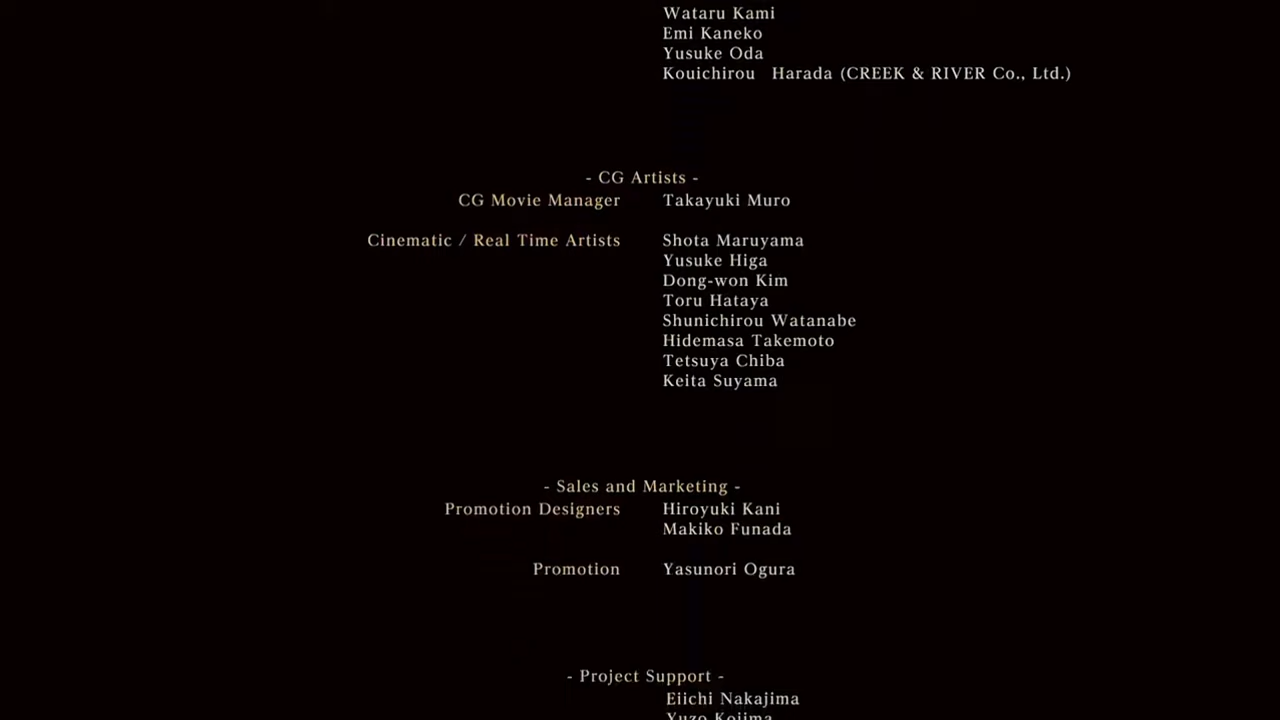 Wataru Kami
Emi Kaneko
Yusuke Oda
Kouichirou Harada (CREEK & RIVER Co., Ltd.)
- CG Artists -
CG Movie Manager Takayuki Muro
Cinematic / Real Time Artists Shota Maruyama
Yusuke Higa
Dong-won Kim
Toru Hataya
Shunichirou Watanabe
Hidemasa Takemoto
Tetsuya Chiba
Keita Suyama
- Sales and Marketing -
Promotion Designers Hiroyuki Kani
Makiko Funada
Promotion Yasunori Ogura
- Project Support -
Eiichi Nakajima
Yuzo Kojima